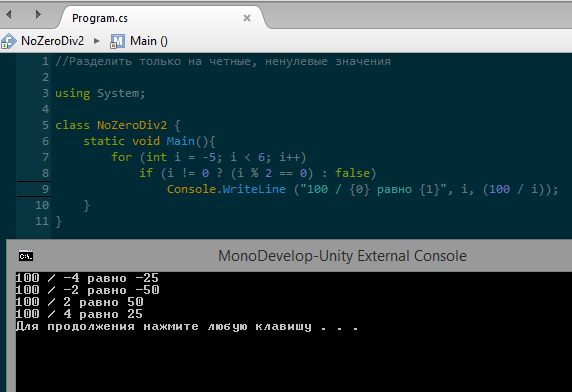 Program.cs
NoZeroDiv2 Main ()
1 //Разделить только на четные, ненулевые значения
2
3 using System;
4
5 class NoZeroDiv2 {
6 static void Main(){
7 for (int i = -5; i < 6; i++)
8 if (i != 0 ? (i % 2 == 0) : false)
9 Console.WriteLine ("100 / {0} равно {1}", i, (100 / i));
10 }
11 }
C:\. MonoDevelop-Unity External Console
100 / -4 равно -25
100 / -2 равно -50
100 / 2 равно 50
100 / 4 равно 25
Для продолжения нажмите любую клавишу . . .